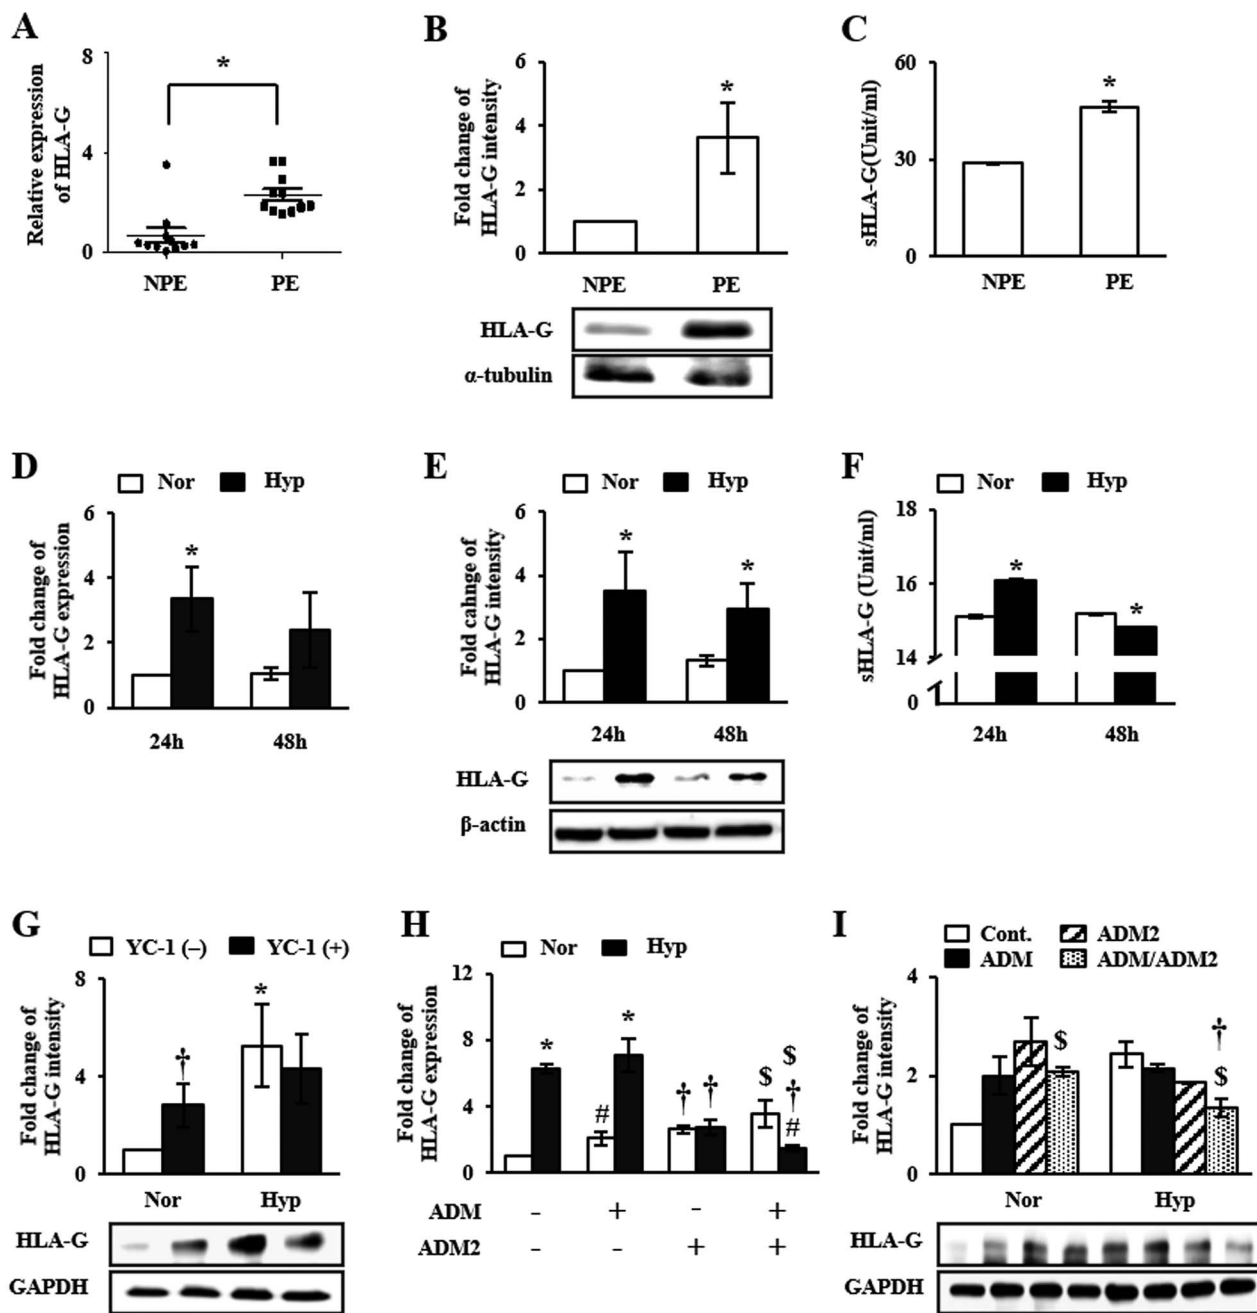 A
Relative expression
of HLA-G
8
4
0
*
NPE PE
B
Fold change of
HLA-G intensity
6
4
2
0
*
NPE PE
HLA-G
α-tubulin
C
sHLA-G(Unit/ml)
60
30
0
*
NPE PE
D
Nor Hyp
Fold change of
HLA-G expression
6
4
2
0
*
24h 48h
E
Nor Hyp
Fold cahnge of
HLA-G intensity
6
4
2
0
* *
24h 48h
HLA-G
β-actin
F
Nor Hyp
sHLA-G (Unit/ml)
18
16
14
0
* *
24h 48h
G
YC-1 (–) YC-1 (+)
Fold change of
HLA-G intensity
8
4
0
† *
Nor Hyp
HLA-G
GAPDH
H
Nor Hyp
Fold change of
HLA-G expression
12
8
4
0
* # * † † $ $ † #
ADM - + - +
ADM2 - - + +
I
Cont. ADM2
ADM ADM/ADM2
Fold change of
HLA-G intensity
4
2
0
$ † $
Nor Hyp
HLA-G
GAPDH